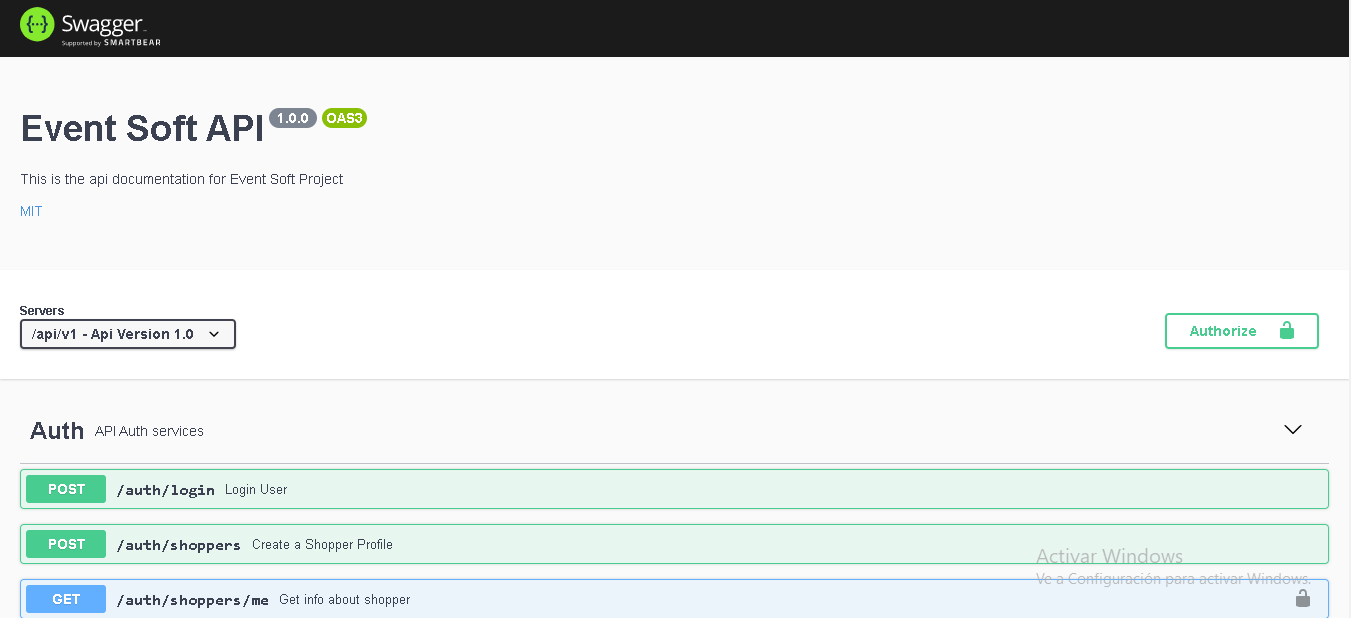 {···} Swagger
Supported by SMARTBEAR
Event Soft API 1.0.0 OAS3
This is the api documentation for Event Soft Project
MIT
Servers
/api/v1 - Api Version 1.0
Authorize
Auth API Auth services
POST /auth/login Login User
POST /auth/shoppers Create a Shopper Profile
Activar Windows
Ve a Configuración para activar Windows.
GET /auth/shoppers/me Get info about shopper